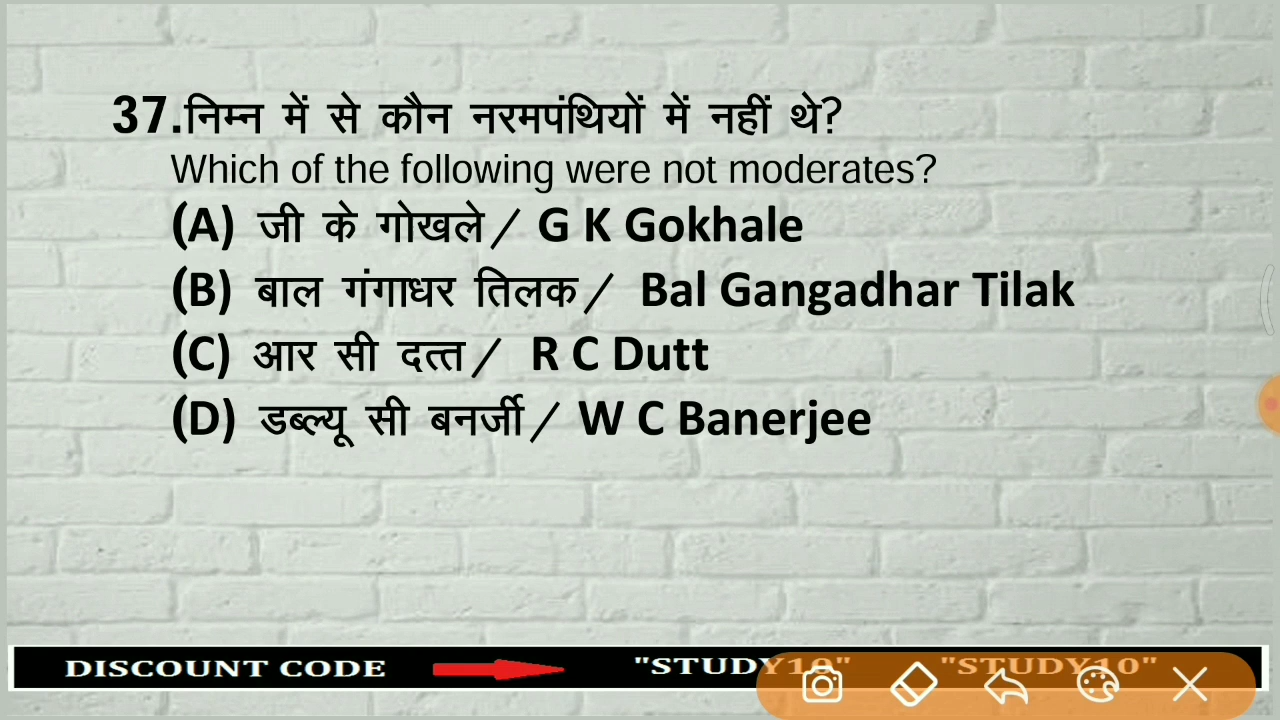 37.निम्न में से कौन नरमपंथियों में नहीं थे?
Which of the following were not moderates?
(A) जी के गोखले/ G K Gokhale
(B) बाल गंगाधर तिलक/ Bal Gangadhar Tilak
(C) आर सी दत्त/ R C Dutt
(D) डब्ल्यू सी बनर्जी/ W C Banerjee
DISCOUNT CODE "STUDY10" "STUDY10"